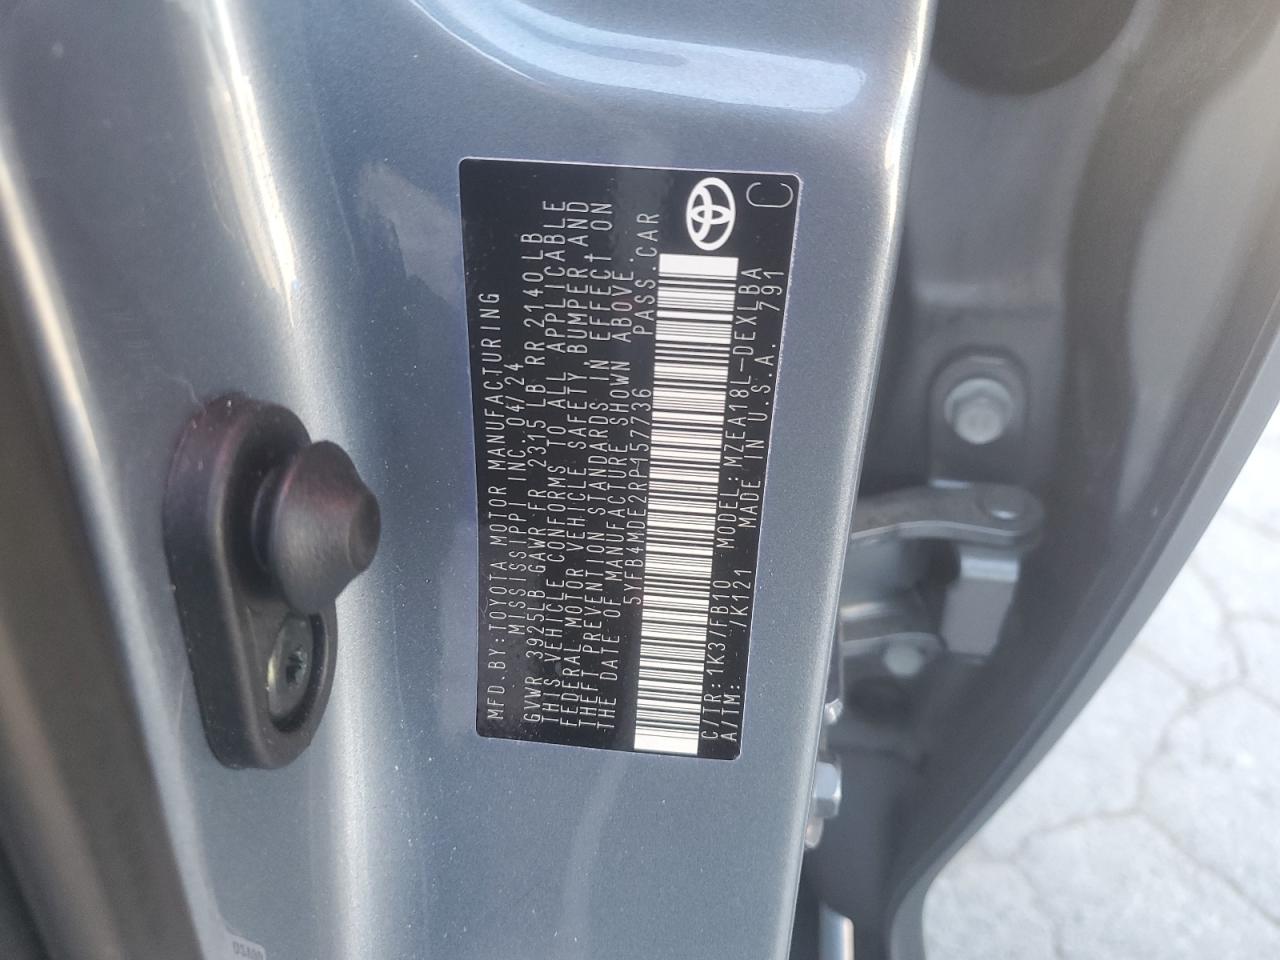 MFD.BY:TOYOTA MOTOR MANUFACTURING
MISSISSIPPI INC. 04/24
GVWR 3925LB GAWR FR 2315 LB RR 2140 LB
THIS VEHICLE CONFORMS TO ALL APPLICABLE
FEDERAL MOTOR VEHICLE SAFETY, BUMPER, AND
THEFT PREVENTION STANDARDS IN EFFECT ON
THE DATE OF MANUFACTURE SHOWN ABOVE.
5YFB4MDE2RP157736 PASS.CAR
C/TR:1K3/FB10 MODEL:MZEA18L-DEXLBA
A/TM: /K121 MADE IN U.S.A. 791
C